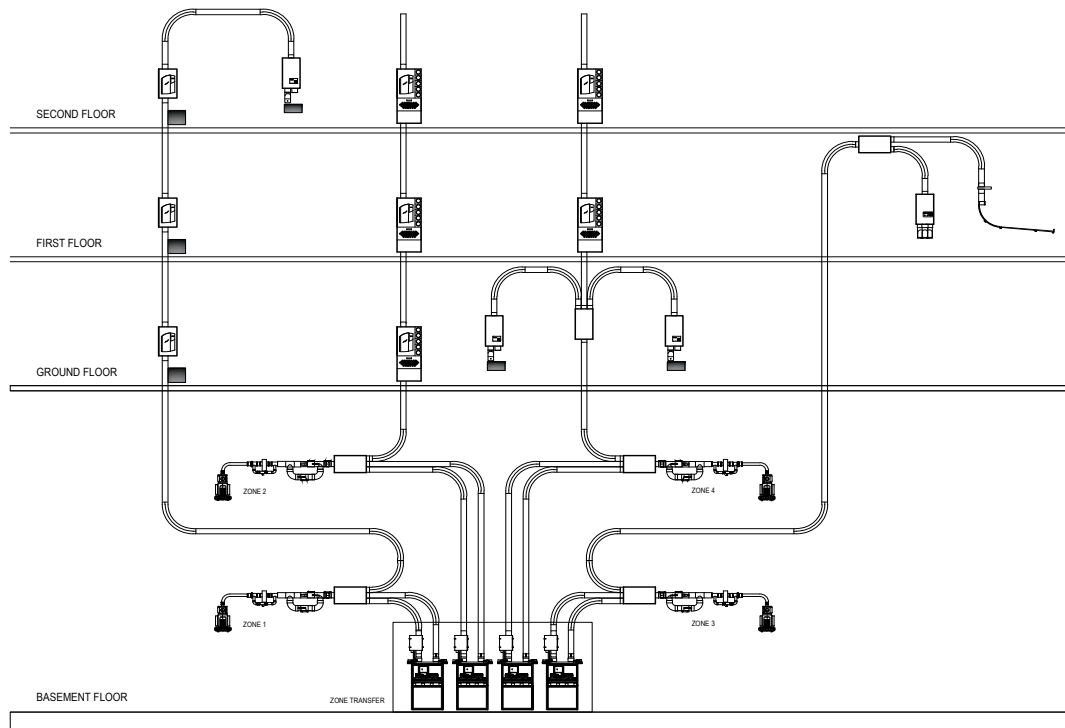 SECOND FLOOR
FIRST FLOOR
GROUND FLOOR
ZONE 2
ZONE 4
ZONE 1
ZONE 3
BASEMENT FLOOR
ZONE TRANSFER